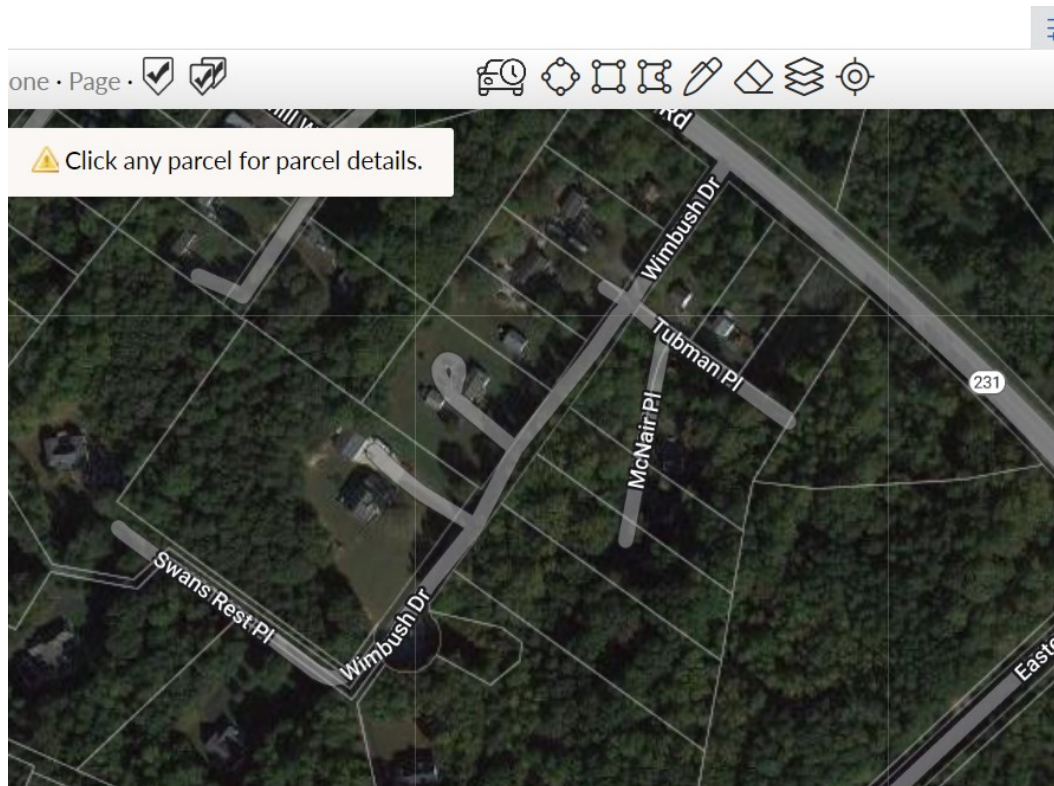 one · Page ·
Click any parcel for parcel details.
Rd
Wimbush Dr
Tubman Pl
231
McNair Pl
Swans Rest Pl
Wimbush Dr